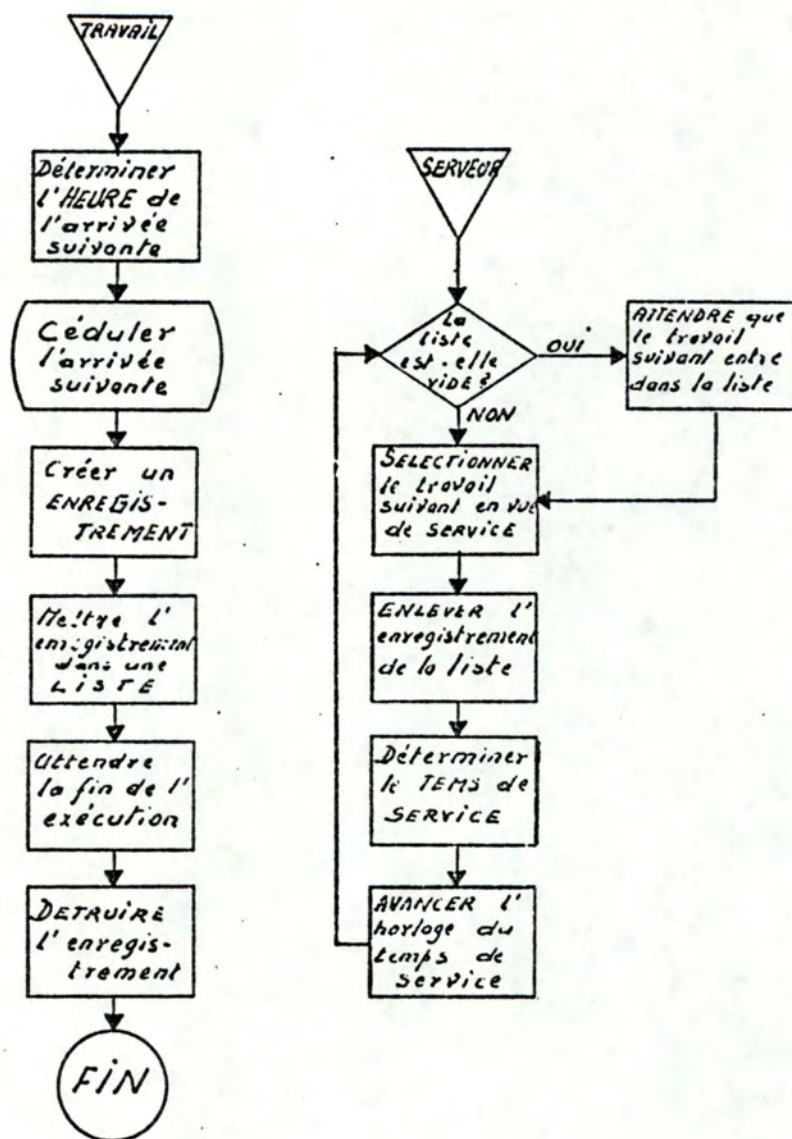 TRAVAIL
Déterminer
l'HEURE de
l'arrivée
suivante
Céduler
l'arrivée
suivante
Créer un
ENREGIS-
TREMENT
Mettre l'
enregistrement
dans une
LISTE
Attendre
la fin de l'
exécution
DETRUIRE
l'enregis-
trement
FIN
SERVEUR
La
liste
est-elle
VIDE?
OUI
ATTENDRE que
le travail
suivant entre
dans la liste
NON
SELECTIONNER
le travail
suivant en vue
de SERVICE
ENLEVER l'
enregistrement
de la liste
Déterminer
le TEMS de
SERVICE
AVANCER l'
horloge du
temps de
service